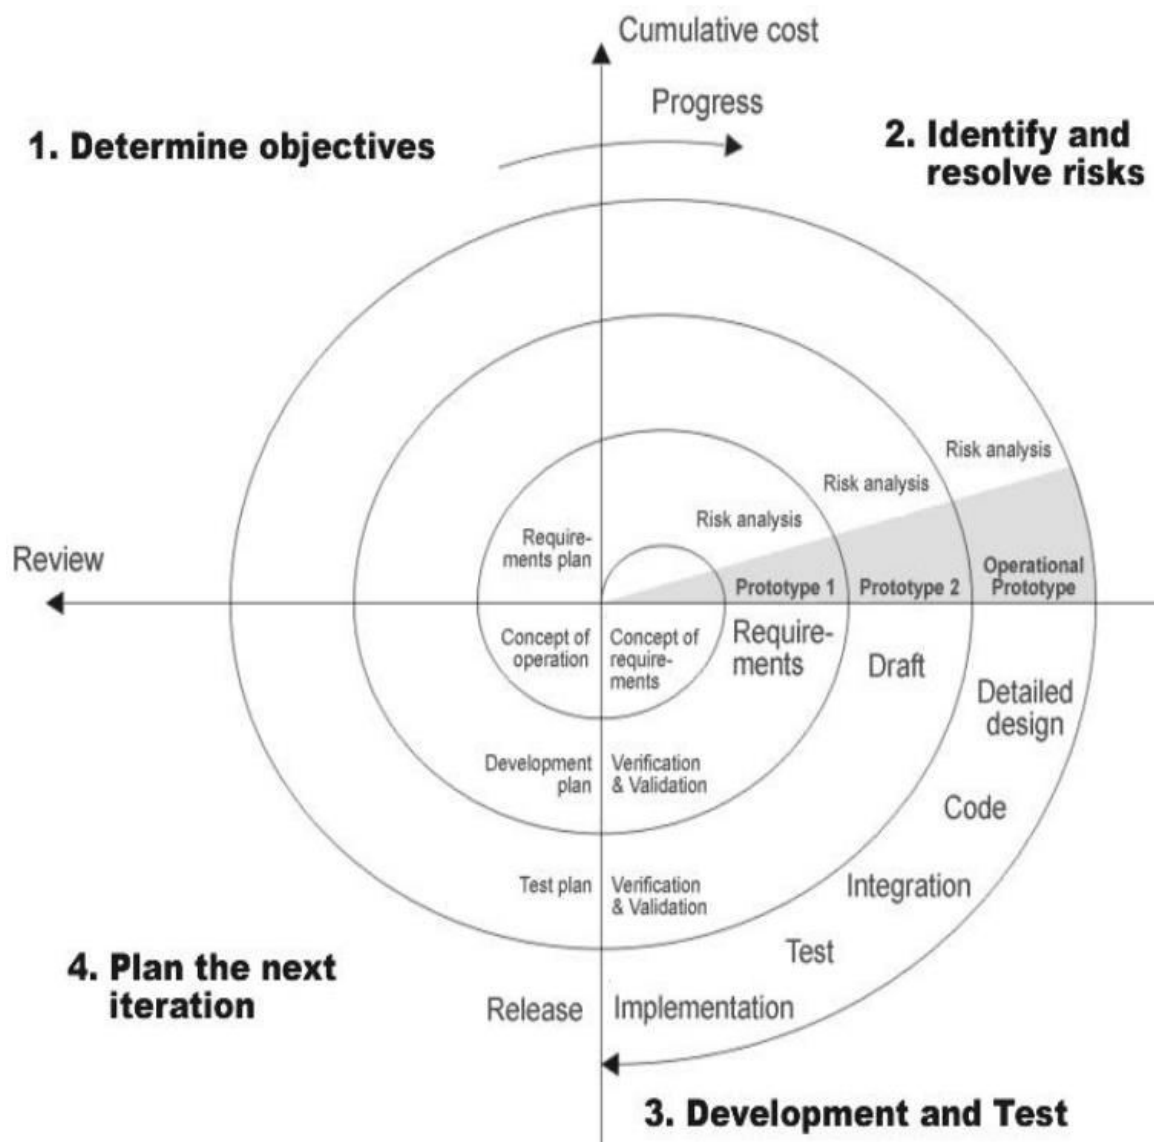 Cumulative cost
Progress
1. Determine objectives
2. Identify and
resolve risks
Risk analysis
Risk analysis
Risk analysis
Require-
ments plan
Review
Operational
Prototype
Prototype 1
Prototype 2
Concept of
operation
Concept of
require-
ments
Require-
ments
Draft
Detailed
design
Development
plan
Verification
& Validation
Code
Test plan
Verification
& Validation
Integration
Test
4. Plan the next
iteration
Release
Implementation
3. Development and Test